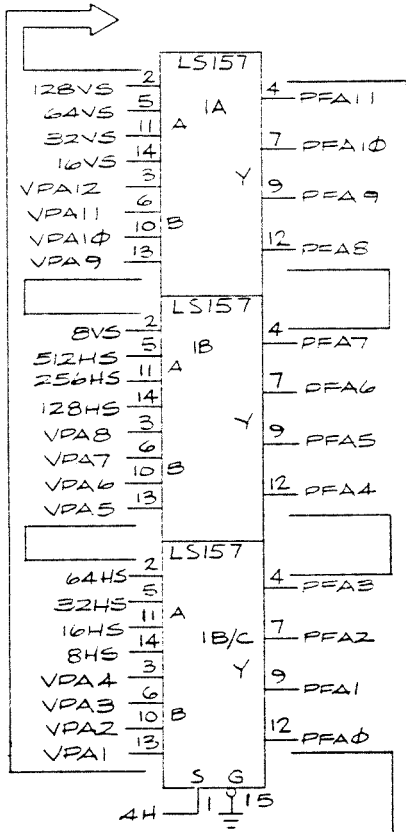 LS157
128VS 2
64VS 5
32VS 11 A
16VS 14
VPA12 3
VPA11 6
VPA1Ø 10 B
VPA9 13
1A
Y
4 PFA11
7 PFA1Ø
9 PFA9
12 PFA8
LS157
8VS 2
512HS 5
256HS 11 A
128HS 14
VPA8 3
VPA7 6
VPA6 10 B
VPA5 13
1B
Y
4 PFA7
7 PFA6
9 PFA5
12 PFA4
LS157
64HS 2
32HS 5
16HS 11 A
8HS 14
VPA4 3
VPA3 6
VPA2 10 B
VPA1 13
1B/C
Y
4 PFA3
7 PFA2
9 PFA1
12 PFAØ
S G
4H 1 15